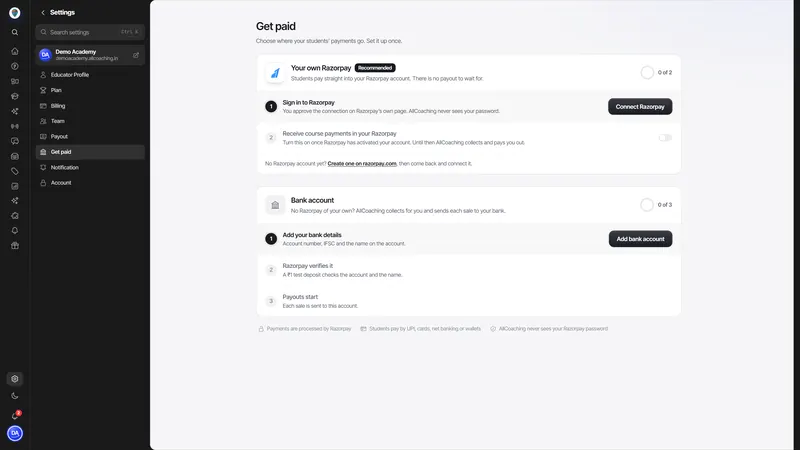 Settings
Search settings
Ctrl K
DA
Demo Academy
demoacademy.allcoaching.in
Educator Profile
Plan
Billing
Team
Payout
Get paid
Notification
Account
DA
Get paid
Choose where your students' payments go. Set it up once.
Your own Razorpay
Recommended
Students pay straight into your Razorpay account. There is no payout to wait for.
0 of 2
1
Sign in to Razorpay
You approve the connection on Razorpay's own page. AllCoaching never sees your password.
Connect Razorpay
2
Receive course payments in your Razorpay
Turn this on once Razorpay has activated your account. Until then AllCoaching collects and pays you out.
No Razorpay account yet? Create one on razorpay.com, then come back and connect it.
Bank account
No Razorpay of your own? AllCoaching collects for you and sends each sale to your bank.
0 of 3
1
Add your bank details
Account number, IFSC and the name on the account.
Add bank account
2
Razorpay verifies it
A ₹1 test deposit checks the account and the name.
3
Payouts start
Each sale is sent to this account.
Payments are processed by Razorpay
Students pay by UPI, cards, net banking or wallets
AllCoaching never sees your Razorpay password